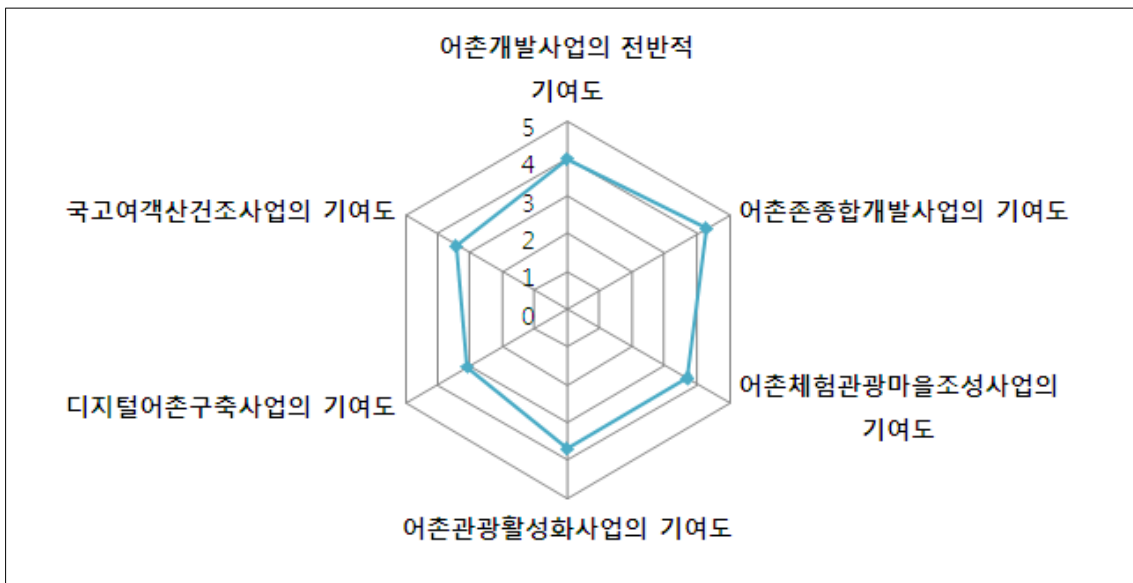 어촌개발사업의 전반적
기여도
5
4
3
2
1
0
국고여객산건조사업의 기여도
어촌존종합개발사업의 기여도
디지털어촌구축사업의 기여도
어촌체험관광마을조성사업의
기여도
어촌관광활성화사업의 기여도